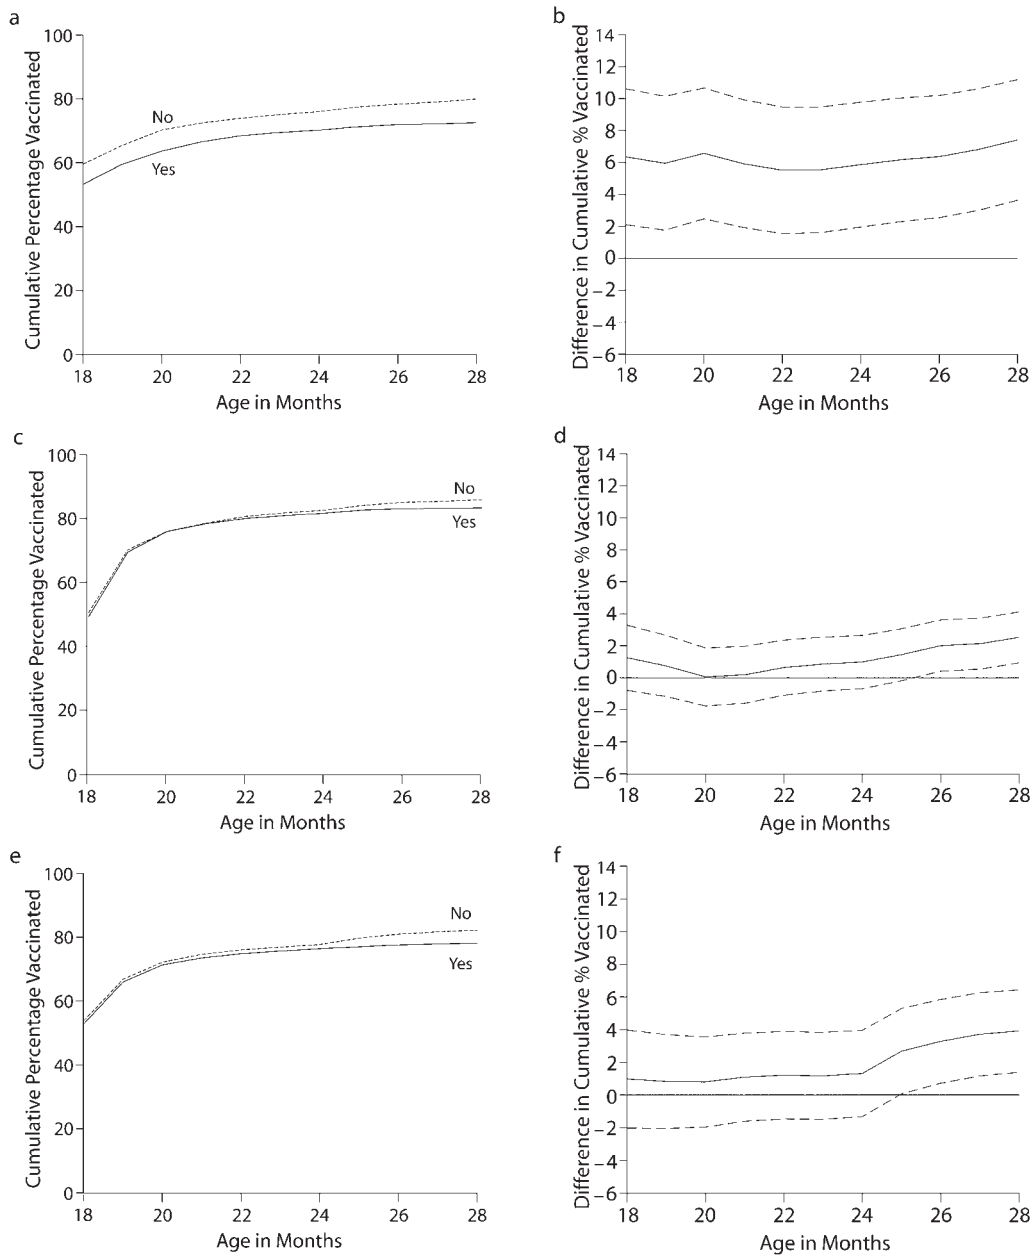 a
Cumulative Percentage Vaccinated
100
80
60
40
20
0
No
Yes
18 20 22 24 26 28
Age in Months
b
Difference in Cumulative % Vaccinated
14
12
10
8
6
4
2
0
−2
−4
−6
18 20 22 24 26 28
Age in Months
c
Cumulative Percentage Vaccinated
100
80
60
40
20
0
No
Yes
18 20 22 24 26 28
Age in Months
d
Difference in Cumulative % Vaccinated
14
12
10
8
6
4
2
0
−2
−4
−6
18 20 22 24 26 28
Age in Months
e
Cumulative Percentage Vaccinated
100
80
60
40
20
0
No
Yes
18 20 22 24 26 28
Age in Months
f
Difference in Cumulative % Vaccinated
14
12
10
8
6
4
2
0
−2
−4
−6
18 20 22 24 26 28
Age in Months